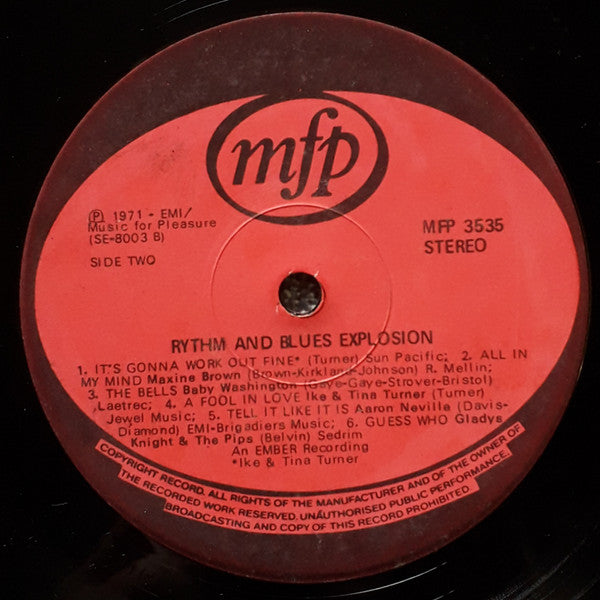 mfp
Ⓟ 1971 - EMI/
Music for Pleasure
(SE-8003 B)
SIDE TWO
MFP 3535
STEREO
RYTHM AND BLUES EXPLOSION
1. IT'S GONNA WORK OUT FINE* (Turner) Sun Pacific; 2. ALL IN
MY MIND Maxine Brown (Brown-Kirkland-Johnson) R. Mellin;
3. THE BELLS Baby Washington (Gaye-Gaye-Strover-Bristol)
Laetrec; 4. A FOOL IN LOVE Ike & Tina Turner (Turner)
Jewel Music; 5. TELL IT LIKE IT IS Aaron Neville (Davis-
Diamond) EMI-Brigadiers Music; 6. GUESS WHO Gladys
Knight & The Pips (Belvin) Sedrim
An EMBER Recording
*Ike & Tina Turner
COPYRIGHT RECORD. ALL RIGHTS OF THE MANUFACTURER AND OF THE OWNER OF
THE RECORDED WORK RESERVED. UNAUTHORISED PUBLIC PERFORMANCE,
BROADCASTING AND COPY OF THIS RECORD PROHIBITED